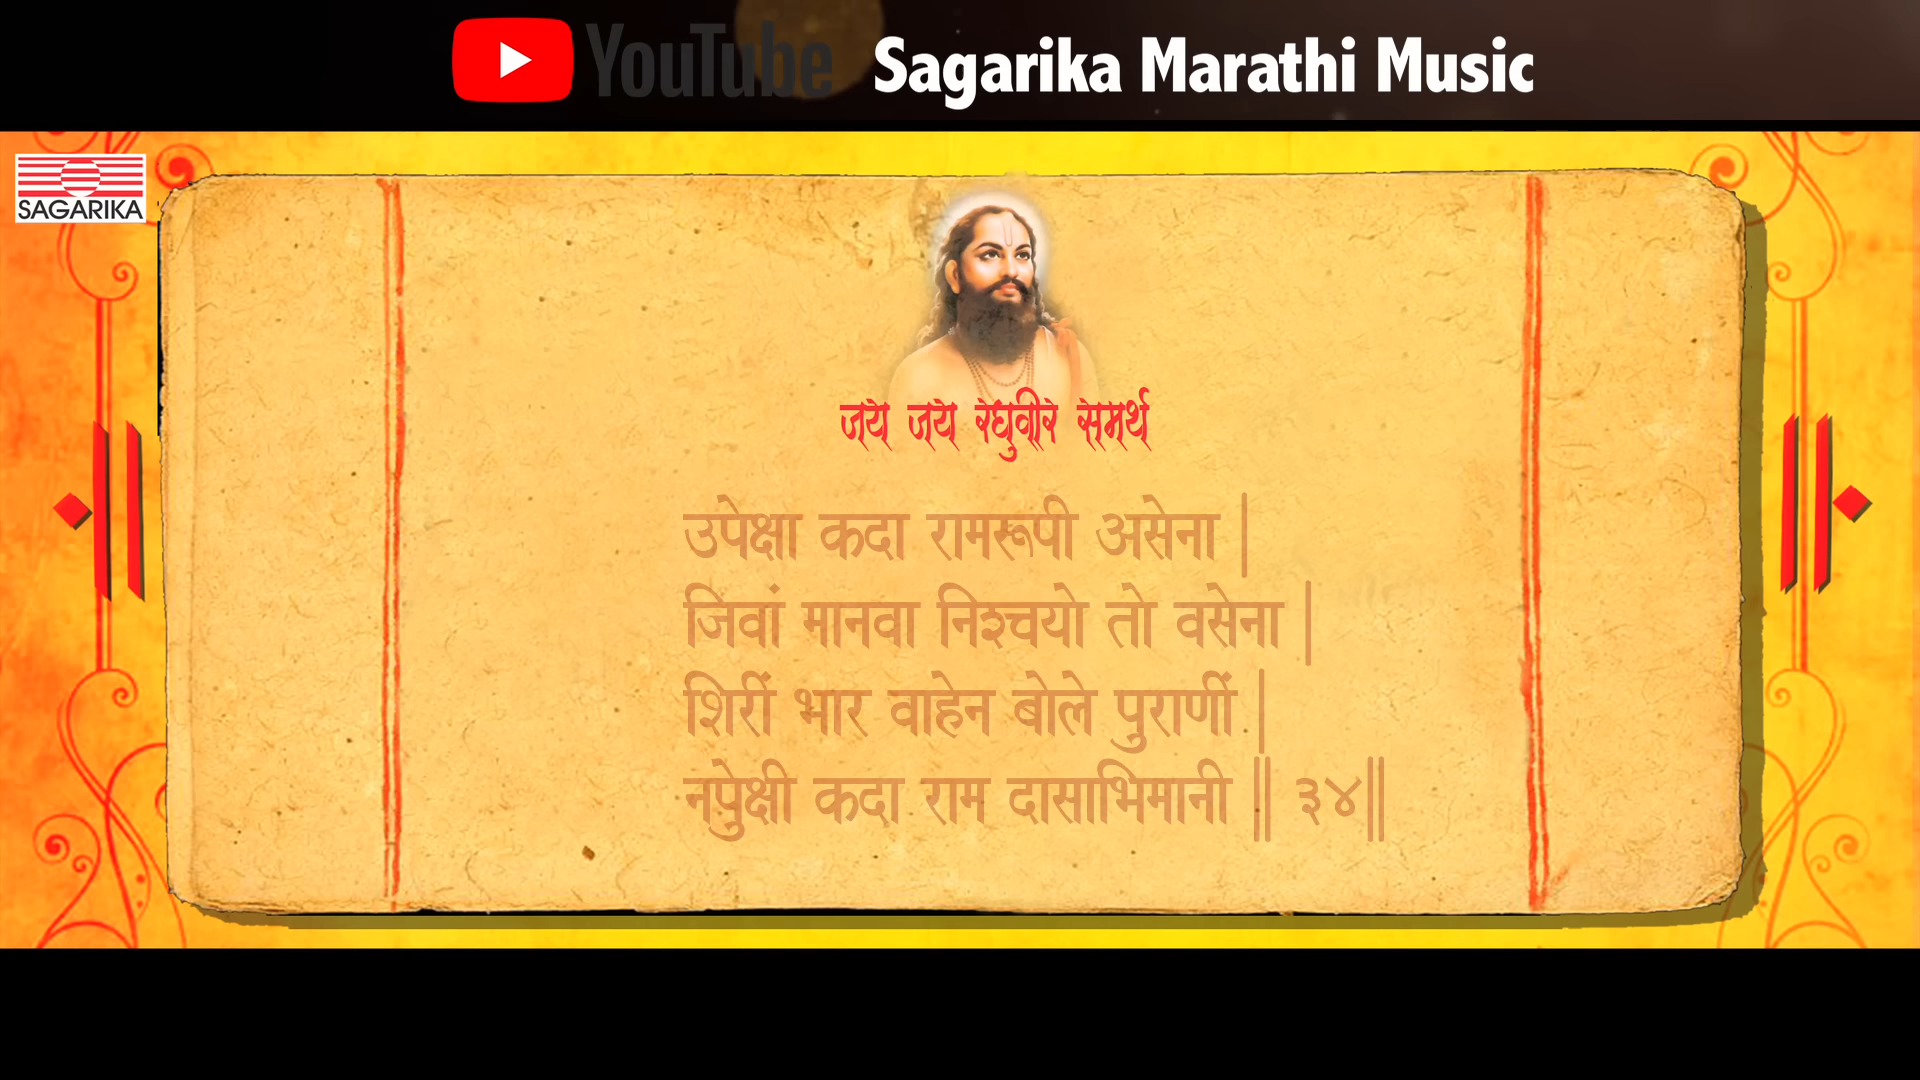 YouTube Sagarika Marathi Music
SAGARIKA
जय जय रघुवीर समर्थ
उपेक्षा कदा रामरूपी असेना |
जिवां मानवा निश्चयो तो वसेना |
शिरीं भार वाहेन बोले पुराणीं |
नपेुक्षी कदा राम दासाभिमानी || ३४||